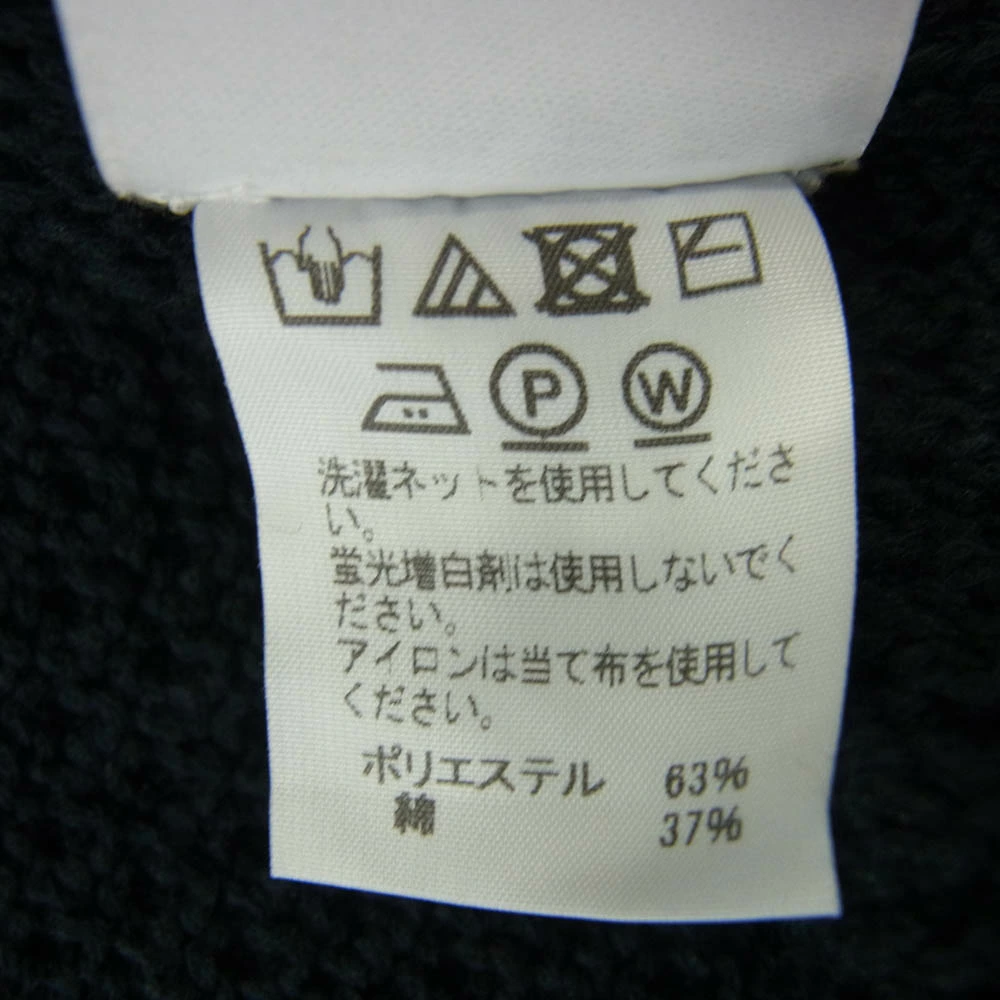 P W
洗濯ネットを使用してくださ
い。
蛍光増白剤は使用しないでく
ださい。
アイロンは当て布を使用して
ください。
ポリエステル 63%
綿 37%